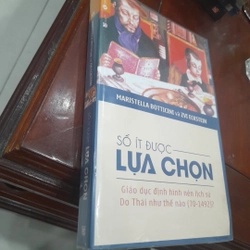 MARISTELLA BOTTICINI và ZVI ECKSTEIN
SỐ ÍT ĐƯỢC
LỰA CHỌN
Giáo dục định hình nên lịch sử
Do Thái như thế nào (70-1492)?
LỰA CHỌN